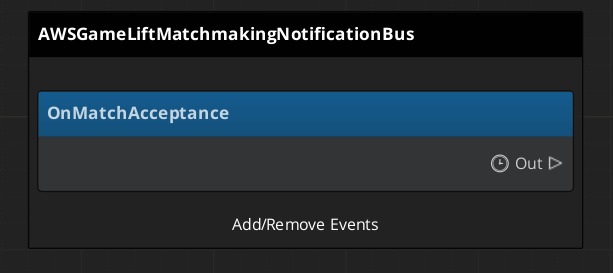 AWSGameLiftMatchmakingNotificationBus
OnMatchAcceptance
Out
Add/Remove Events